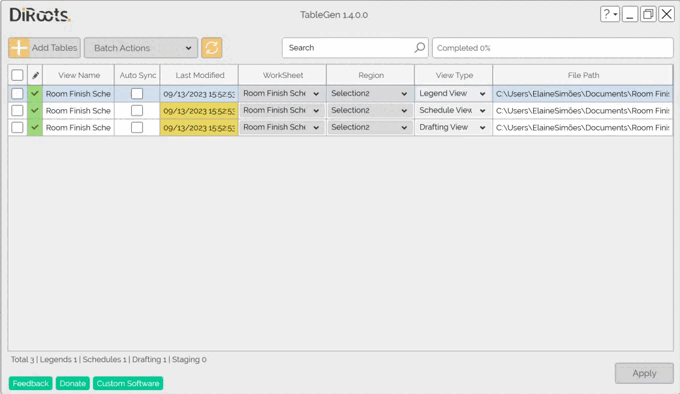 DiRoots.
TableGen 1.4.0.0
?
Add Tables
Batch Actions
Search
Completed 0%
View Name Auto Sync Last Modified WorkSheet Region View Type File Path
Room Finish Sche 09/13/2023 15:52:53 Room Finish Sche Selection2 Legend View C:\Users\ElaineSimões\Documents\Room Finis
Room Finish Sche 09/13/2023 15:52:53 Room Finish Sche Selection2 Schedule View C:\Users\ElaineSimões\Documents\Room Finis
Room Finish Sche 09/13/2023 15:52:53 Room Finish Sche Selection2 Drafting View C:\Users\ElaineSimões\Documents\Room Finis
Total 3 | Legends 1 | Schedules 1 | Drafting 1 | Staging 0
Apply
Feedback Donate Custom Software